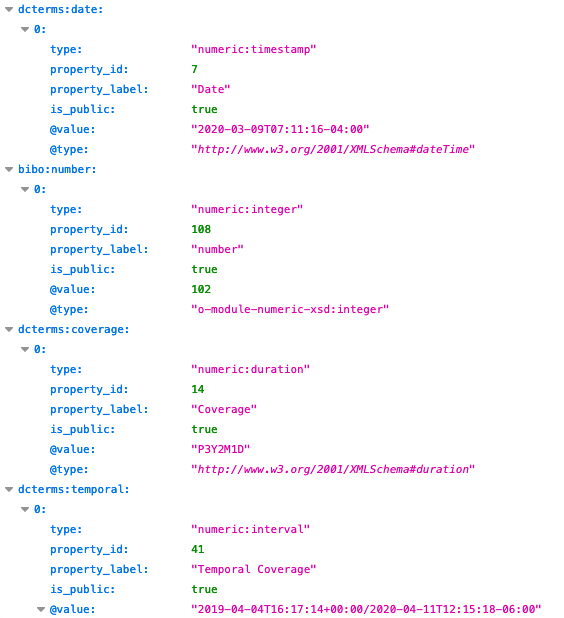 dcterms:date:
0:
type: "numeric:timestamp"
property_id: 7
property_label: "Date"
is_public: true
@value: "2020-03-09T07:11:16-04:00"
@type: "http://www.w3.org/2001/XMLSchema#dateTime"
bibo:number:
0:
type: "numeric:integer"
property_id: 108
property_label: "number"
is_public: true
@value: 102
@type: "o-module-numeric-xsd:integer"
dcterms:coverage:
0:
type: "numeric:duration"
property_id: 14
property_label: "Coverage"
is_public: true
@value: "P3Y2M1D"
@type: "http://www.w3.org/2001/XMLSchema#duration"
dcterms:temporal:
0:
type: "numeric:interval"
property_id: 41
property_label: "Temporal Coverage"
is_public: true
@value: "2019-04-04T16:17:14+00:00/2020-04-11T12:15:18-06:00"